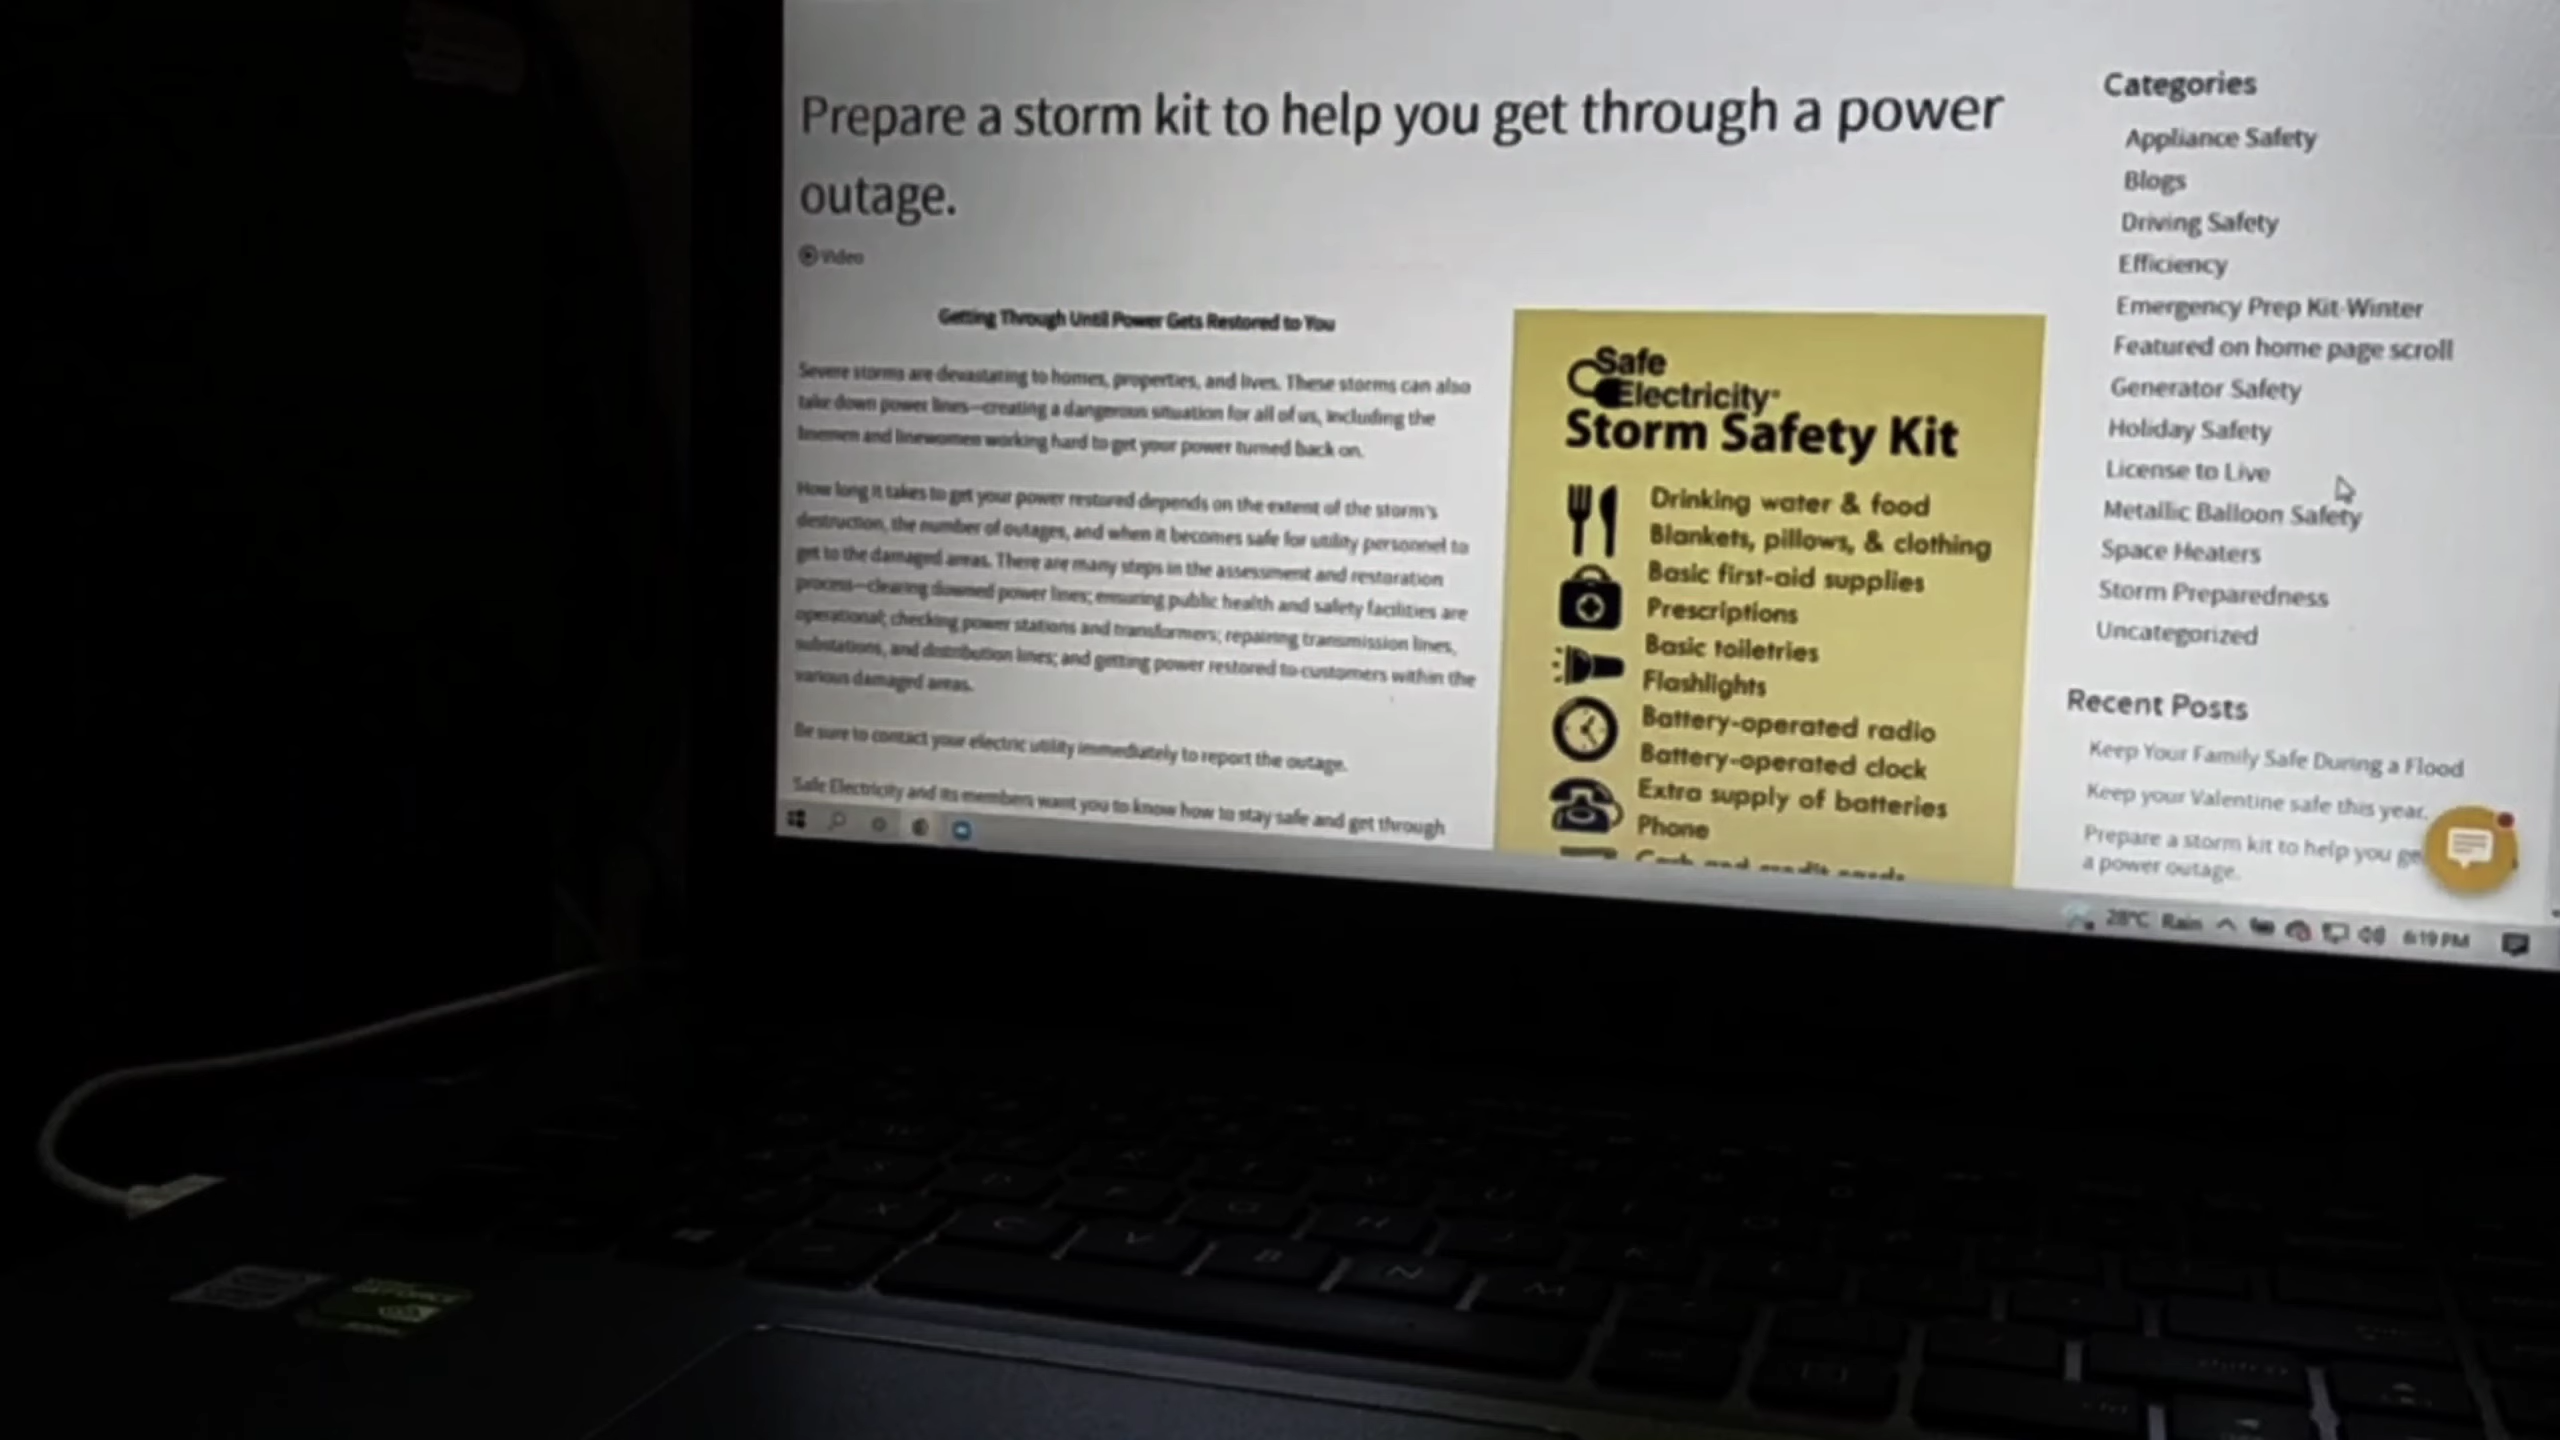 Prepare a storm kit to help you get through a power
outage.
Video
Getting Through Until Power Gets Restored to You
Severe storms are devastating to homes, properties, and lives. These storms can also
take down power lines—creating a dangerous situation for all of us, including the
linemen and linewomen working hard to get your power turned back on.
How long it takes to get your power restored depends on the extent of the storm's
destruction, the number of outages, and when it becomes safe for utility personnel to
get to the damaged areas. There are many steps in the assessment and restoration
process—clearing downed power lines; ensuring public health and safety facilities are
operational; checking power stations and transformers; repairing transmission lines,
substations, and distribution lines; and getting power restored to customers within the
various damaged areas.
Be sure to contact your electric utility immediately to report the outage.
Safe Electricity and its members want you to know how to stay safe and get through
Safe
Electricity®
Storm Safety Kit
Drinking water & food
Blankets, pillows, & clothing
Basic first-aid supplies
Prescriptions
Basic toiletries
Flashlights
Battery-operated radio
Battery-operated clock
Extra supply of batteries
Phone
Cash and credit cards
Categories
Appliance Safety
Blogs
Driving Safety
Efficiency
Emergency Prep Kit-Winter
Featured on home page scroll
Generator Safety
Holiday Safety
License to Live
Metallic Balloon Safety
Space Heaters
Storm Preparedness
Uncategorized
Recent Posts
Keep Your Family Safe During a Flood
Keep your Valentine safe this year.
Prepare a storm kit to help you ge
a power outage.
28°C Rain
6:19 PM
X
C
V
B
N
M
G
H
GEFORCE